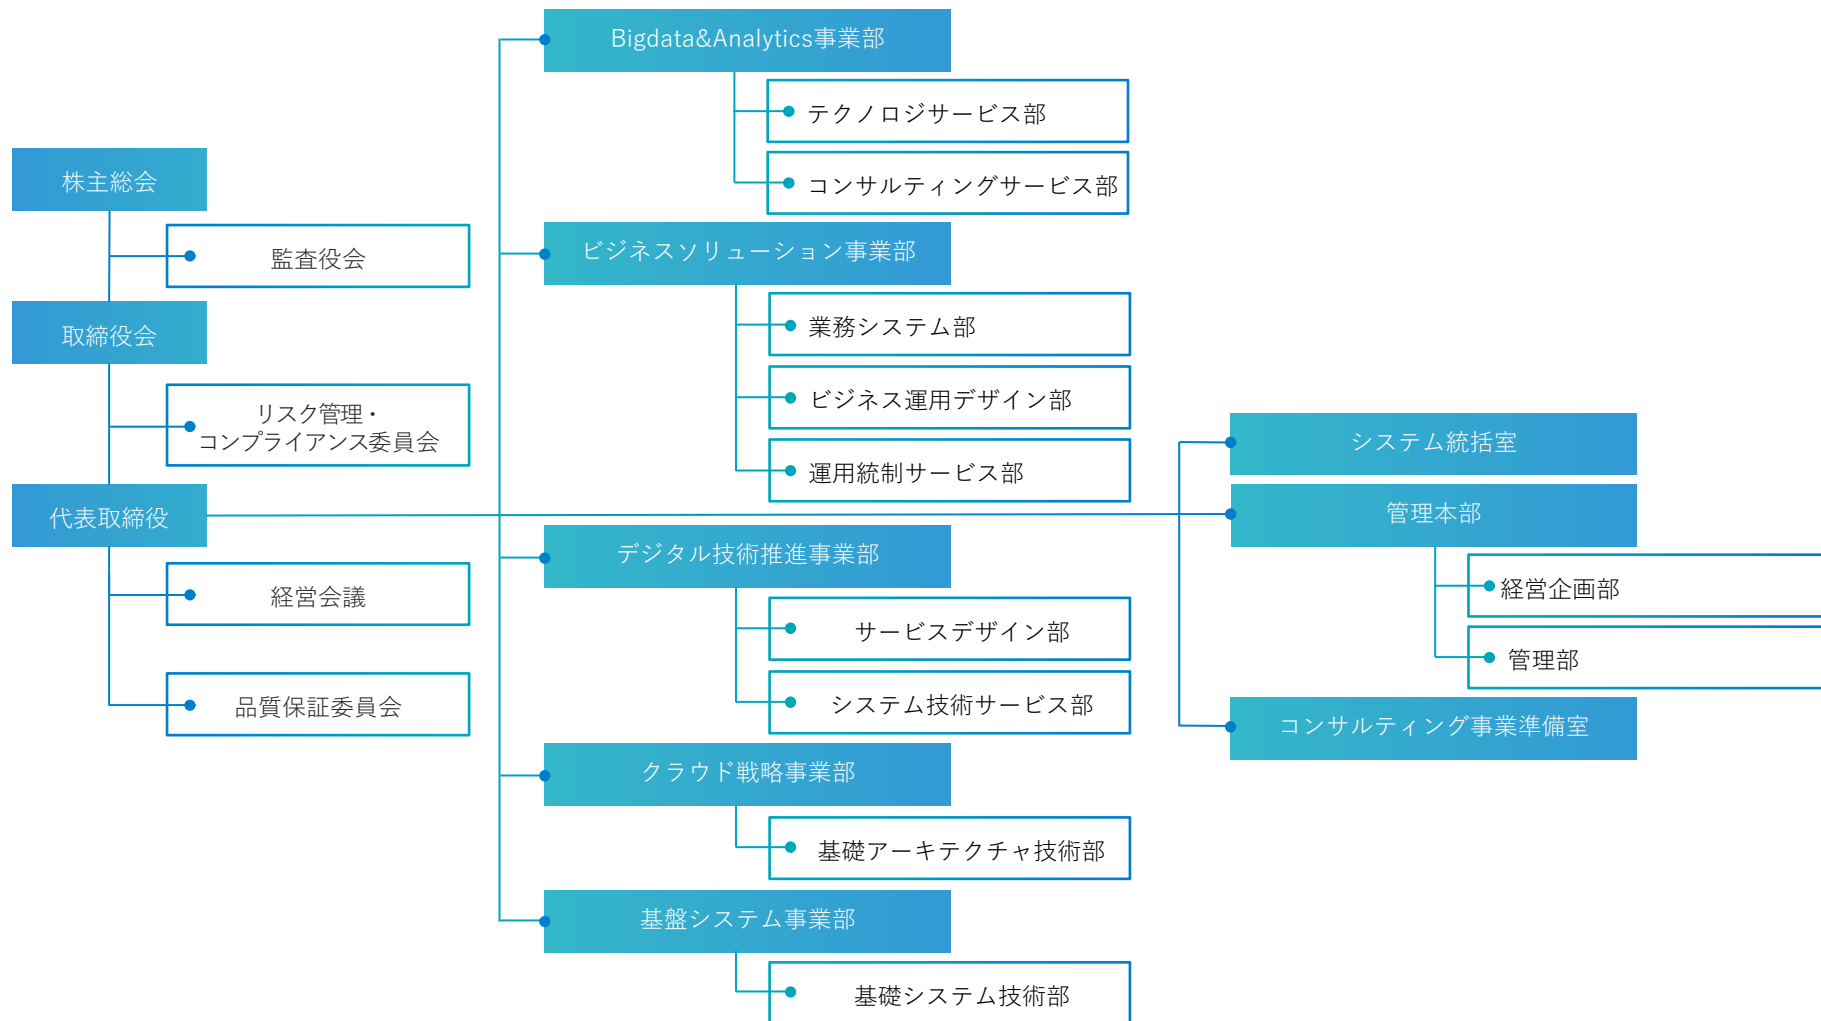 株主総会
監査役会
取締役会
リスク管理・
コンプライアンス委員会
代表取締役
経営会議
品質保証委員会
Bigdata&Analytics事業部
テクノロジサービス部
コンサルティングサービス部
ビジネスソリューション事業部
業務システム部
ビジネス運用デザイン部
運用統制サービス部
デジタル技術推進事業部
サービスデザイン部
システム技術サービス部
クラウド戦略事業部
基礎アーキテクチャ技術部
基盤システム事業部
基礎システム技術部
システム統括室
管理本部
経営企画部
管理部
コンサルティング事業準備室